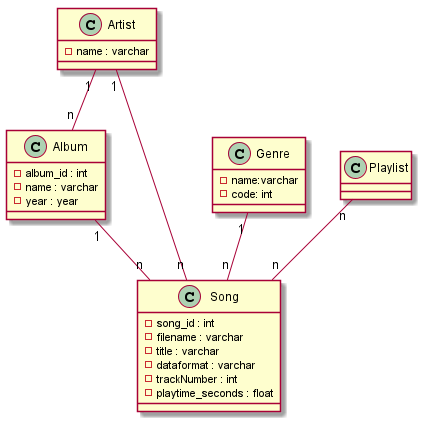 C Artist
name : varchar
1 1
n
C Album
album_id : int
name : varchar
year : year
C Genre
name:varchar
code: int
C Playlist
1 1 n
n n n n
C Song
song_id : int
filename : varchar
title : varchar
dataformat : varchar
trackNumber : int
playtime_seconds : float